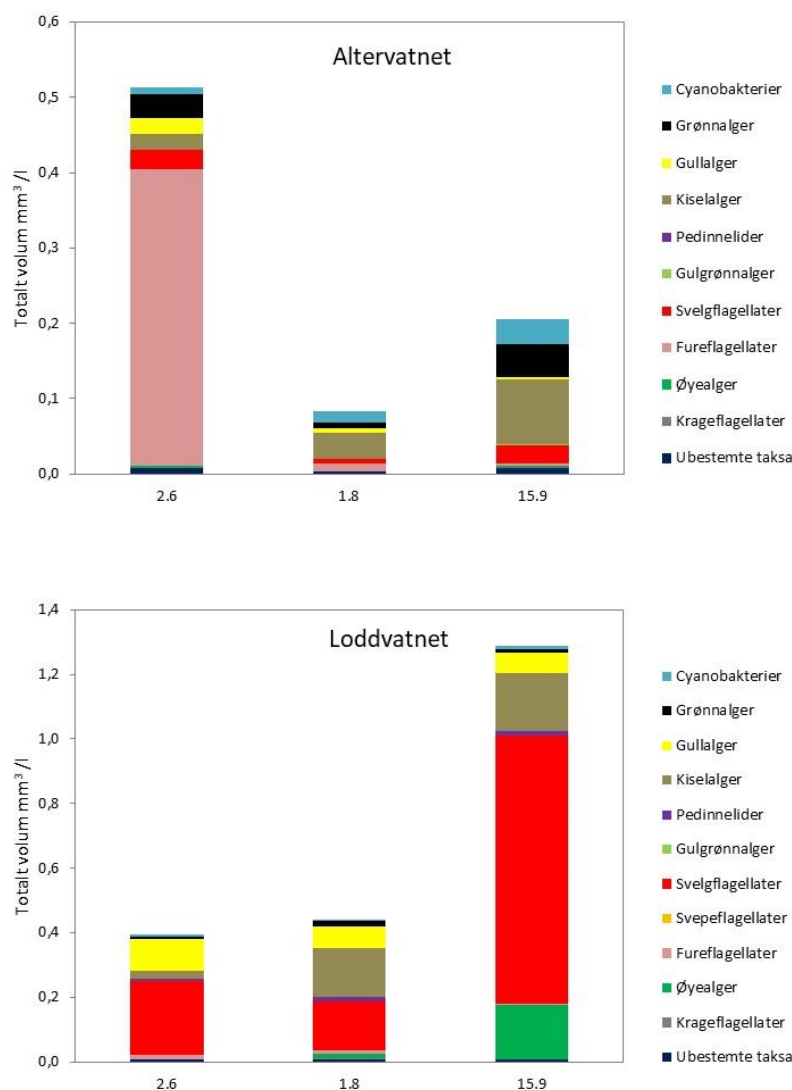 Altervatnet
Totalt volum mm³ /l
0,6
0,5
0,4
0,3
0,2
0,1
0,0
2.6 1.8 15.9
Cyanobakterier
Grønnalger
Gullalger
Kiselalger
Pedinnelider
Gulgrønnalger
Svelgflagellater
Fureflagellater
Øyealger
Krageflagellater
Ubestemte taksa
Loddvatnet
Totalt volum mm³ /l
1,4
1,2
1,0
0,8
0,6
0,4
0,2
0,0
2.6 1.8 15.9
Cyanobakterier
Grønnalger
Gullalger
Kiselalger
Pedinnelider
Gulgrønnalger
Svelgflagellater
Svepeflagellater
Fureflagellater
Øyealger
Krageflagellater
Ubestemte taksa